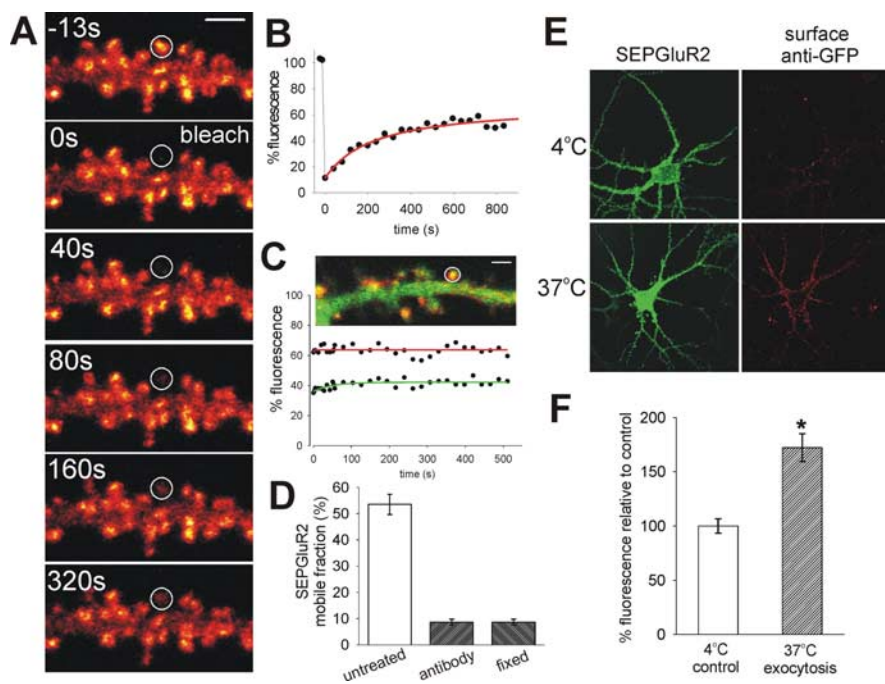 A
-13s
0s
bleach
40s
80s
160s
320s
B
% fluorescence
100
80
60
40
20
0
0
200
400
600
800
time (s)
C
% fluorescence
100
80
60
40
20
0
0
100
200
300
400
500
time (s)
D
SEPGluR2
mobile fraction (%)
60
50
40
30
20
10
0
untreated
antibody
fixed
E
SEPGluR2
surface
anti-GFP
4°C
37°C
F
% fluorescence relative to control
200
150
100
50
0
*
4°C
control
37°C
exocytosis